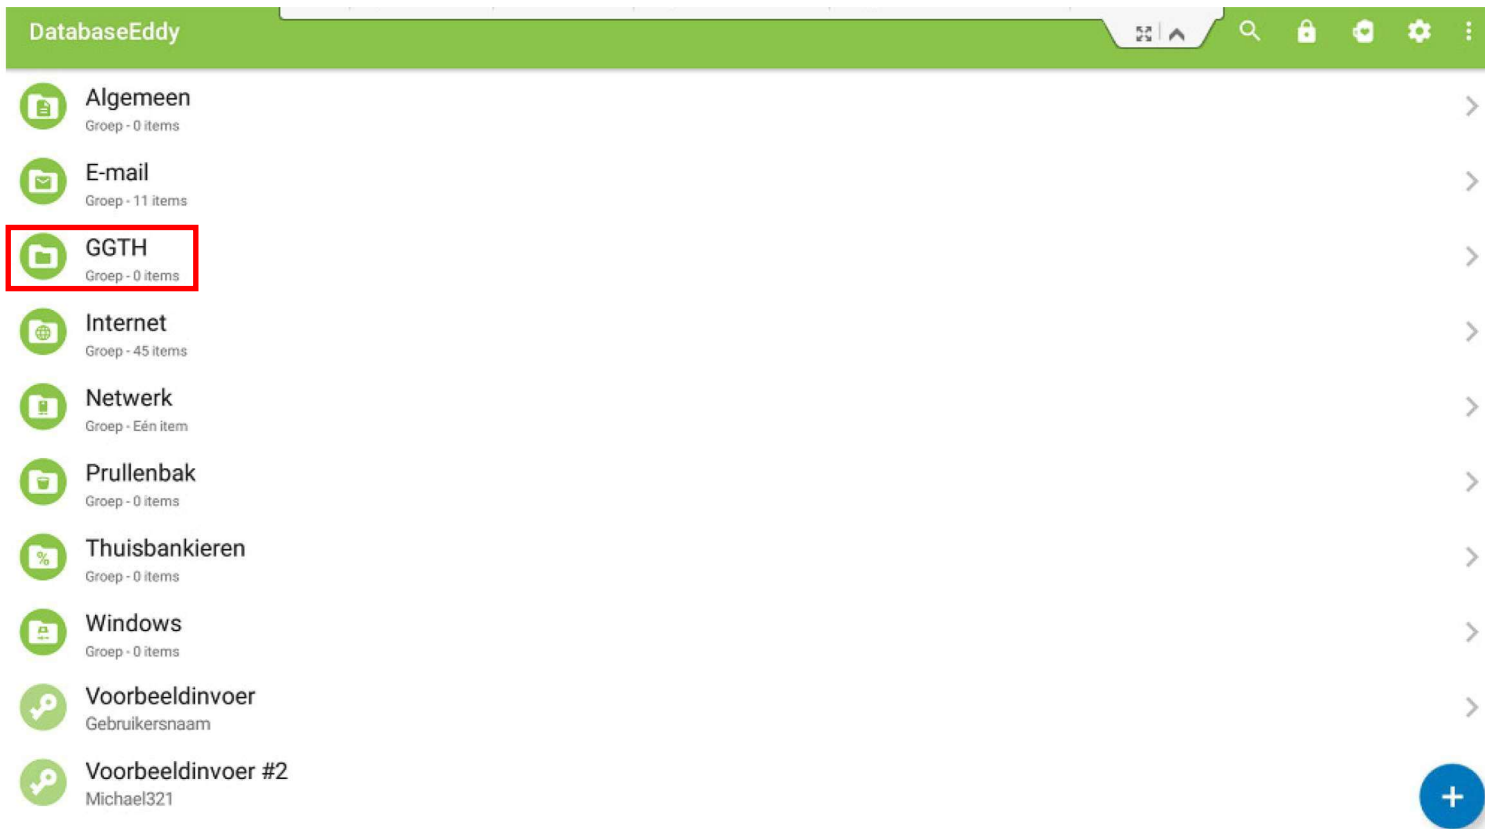 DatabaseEddy
Algemeen
Groep - 0 items
E-mail
Groep - 11 items
GGTH
Groep - 0 items
Internet
Groep - 45 items
Netwerk
Groep - Eén item
Prullenbak
Groep - 0 items
Thuisbankieren
Groep - 0 items
Windows
Groep - 0 items
Voorbeeldinvoer
Gebruikersnaam
Voorbeeldinvoer #2
Michael321